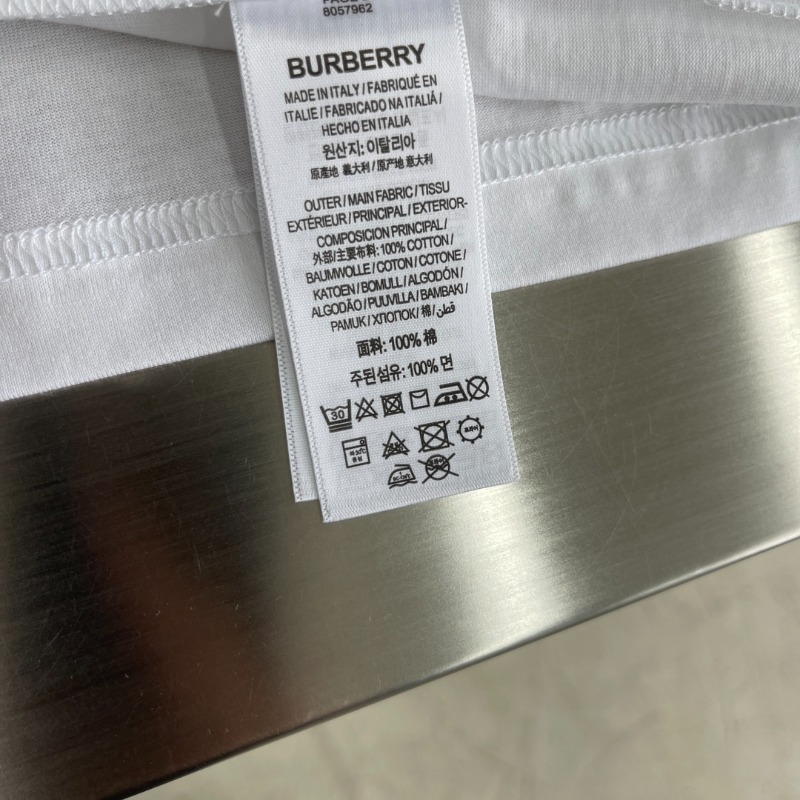 8057962
BURBERRY
MADE IN ITALY / FABRIQUÉ EN
ITALIE / FABRICADO NA ITALIÁ /
HECHO EN ITALIA
원산지: 이탈리아
原產地 義大利 / 原产地 意大利
OUTER / MAIN FABRIC / TISSU
EXTÉRIEUR / PRINCIPAL / EXTERIOR-
COMPOSICION PRINCIPAL /
外部/主要布料: 100% COTTON /
BAUMWOLLE / COTON / COTONE /
KATOEN / BOMULL / ALGODÓN /
ALGODÃO / PUUVILLA / BAMBAKI /
PAMUK / ХЛОПОК / 棉 / قطن
面料: 100% 棉
주된섬유: 100% 면
30